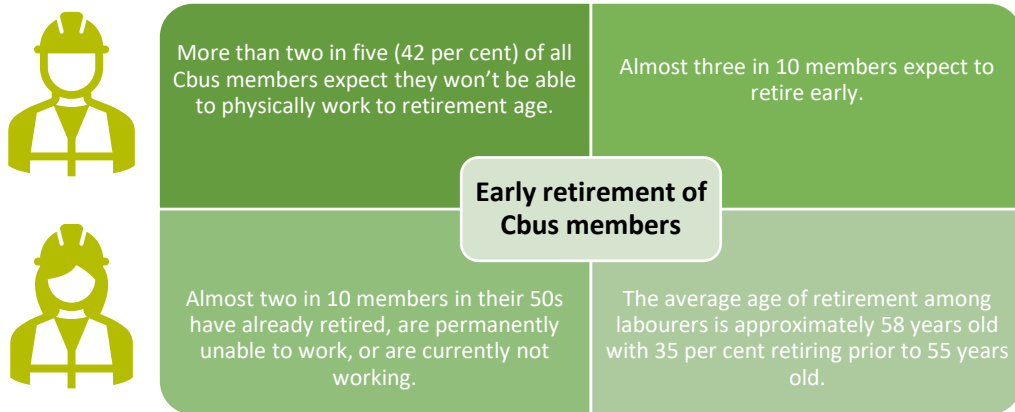 More than two in five (42 per cent) of all
Cbus members expect they won’t be able
to physically work to retirement age.
Almost three in 10 members expect to
retire early.
Early retirement of
Cbus members
Almost two in 10 members in their 50s
have already retired, are permanently
unable to work, or are currently not
working.
The average age of retirement among
labourers is approximately 58 years old
with 35 per cent retiring prior to 55 years
old.